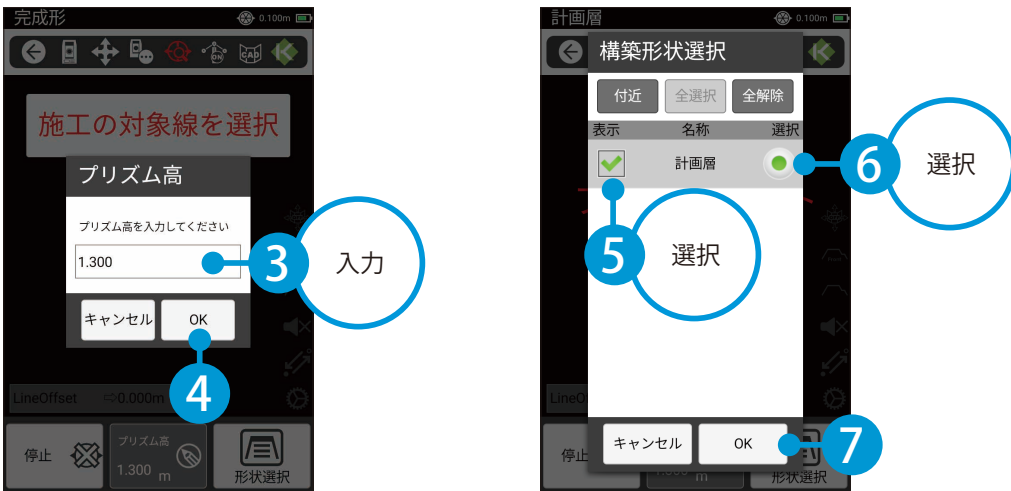 完成形
0.100m
ON
CAD
施工の対象線を選択
プリズム高
プリズム高を入力してください
1.300
3
入力
キャンセル
OK
4
LineOffset ⇨0.000m
停止
プリズム高
1.300 m
形状選択
計画層
0.100m
構築形状選択
付近
全選択
全解除
表示
名称
選択
計画層
6
選択
5
選択
キャンセル
OK
7
LineO
停止
1.300 m
形状選択